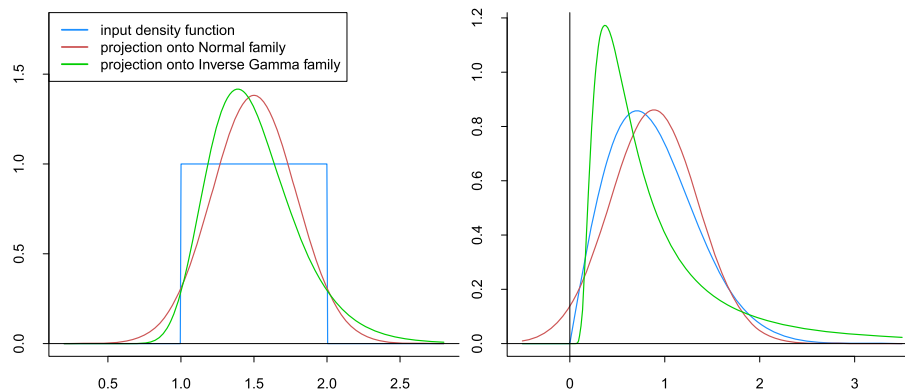 input density function
projection onto Normal family
projection onto Inverse Gamma family
0.0
0.5
1.0
1.5
0.5 1.0 1.5 2.0 2.5
0.0
0.2
0.4
0.6
0.8
1.0
1.2
0 1 2 3